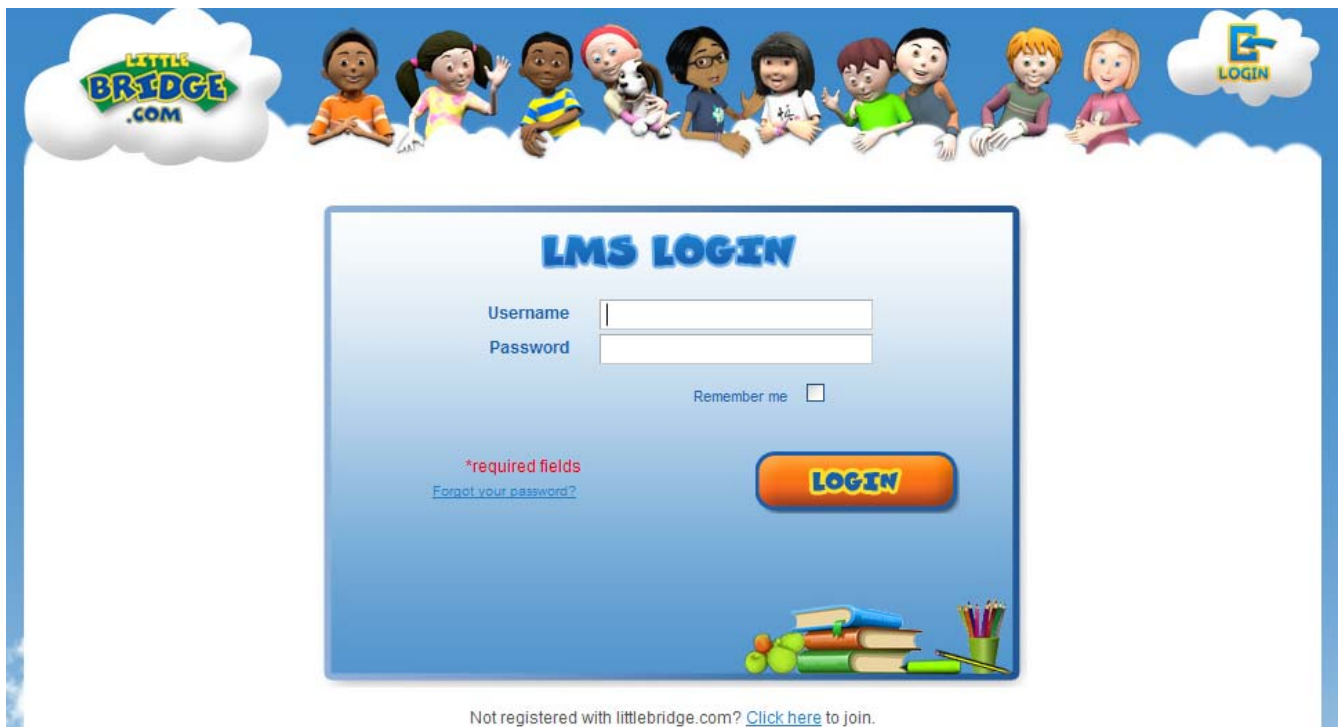 LITTLE
BRIDGE
.COM
LOGIN
LMS LOGIN
Username
Password
Remember me
*required fields
Forgot your password?
LOGIN
Not registered with littlebridge.com? Click here to join.